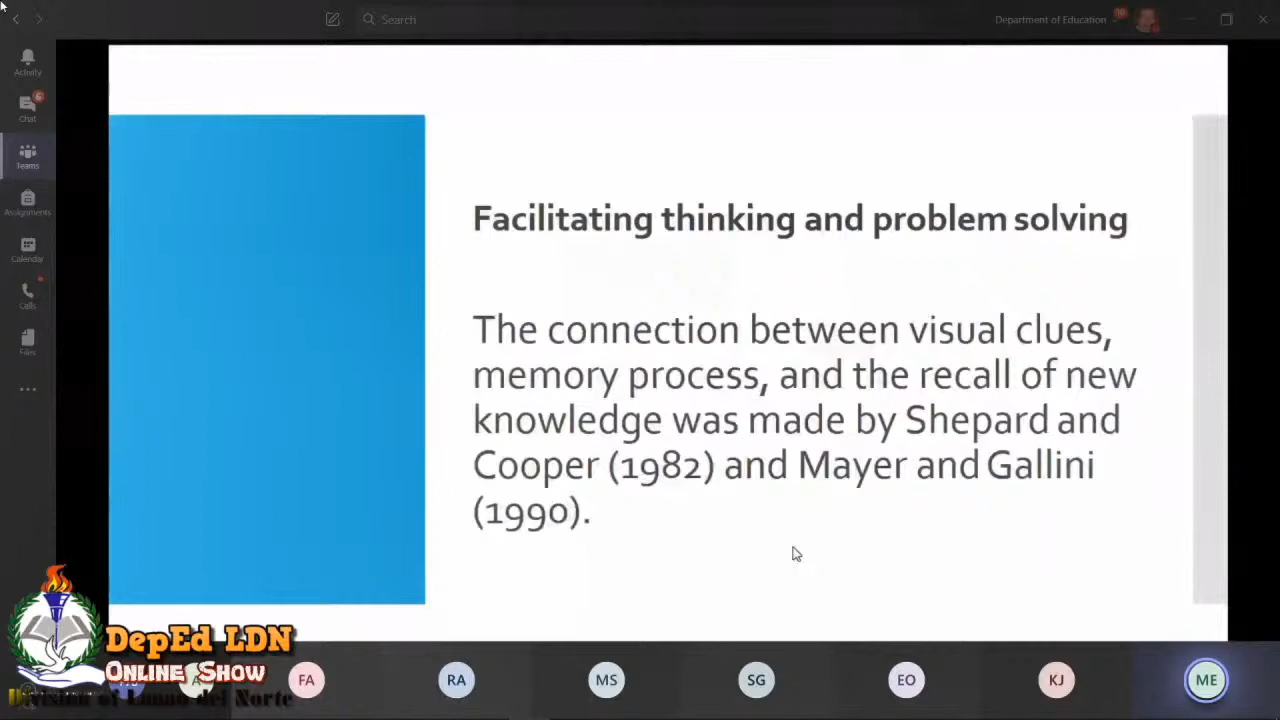 Search
Department of Education
10
Activity
6
Chat
Teams
Assignments
Calendar
Calls
Files
Facilitating thinking and problem solving
The connection between visual clues,
memory process, and the recall of new
knowledge was made by Shepard and
Cooper (1982) and Mayer and Gallini
(1990).
DepEd LDN
Online Show
Division of Lanao del Norte
FA
RA
MS
SG
EO
KJ
ME